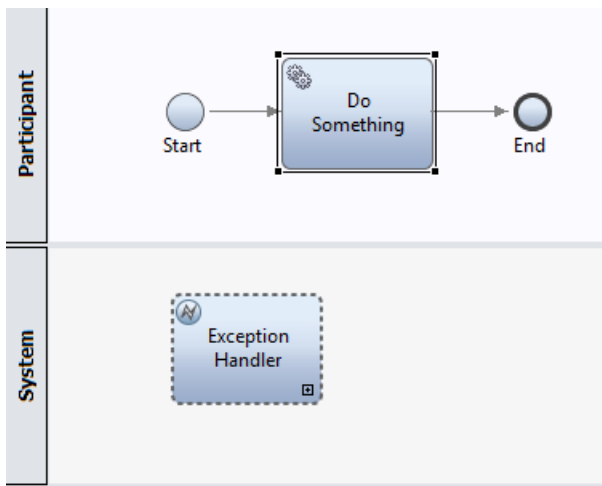 Participant
Start
Do
Something
End
System
Exception
Handler